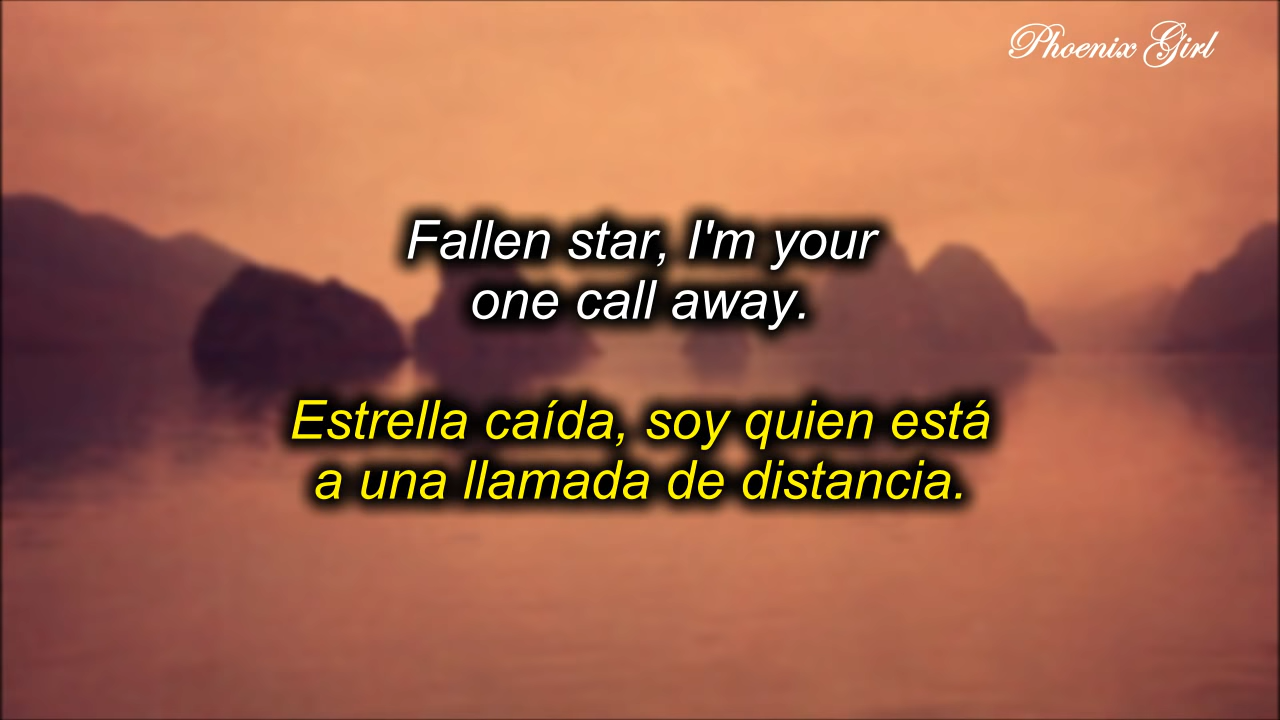 Phoenix Girl
Fallen star, I'm your
one call away.
Estrella caída, soy quien está
a una llamada de distancia.